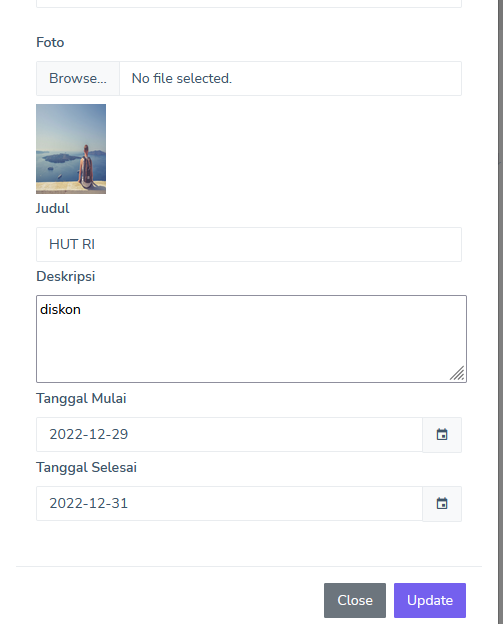 Foto
Browse... No file selected.
Judul
HUT RI
Deskripsi
diskon
Tanggal Mulai
2022-12-29
Tanggal Selesai
2022-12-31
Close Update